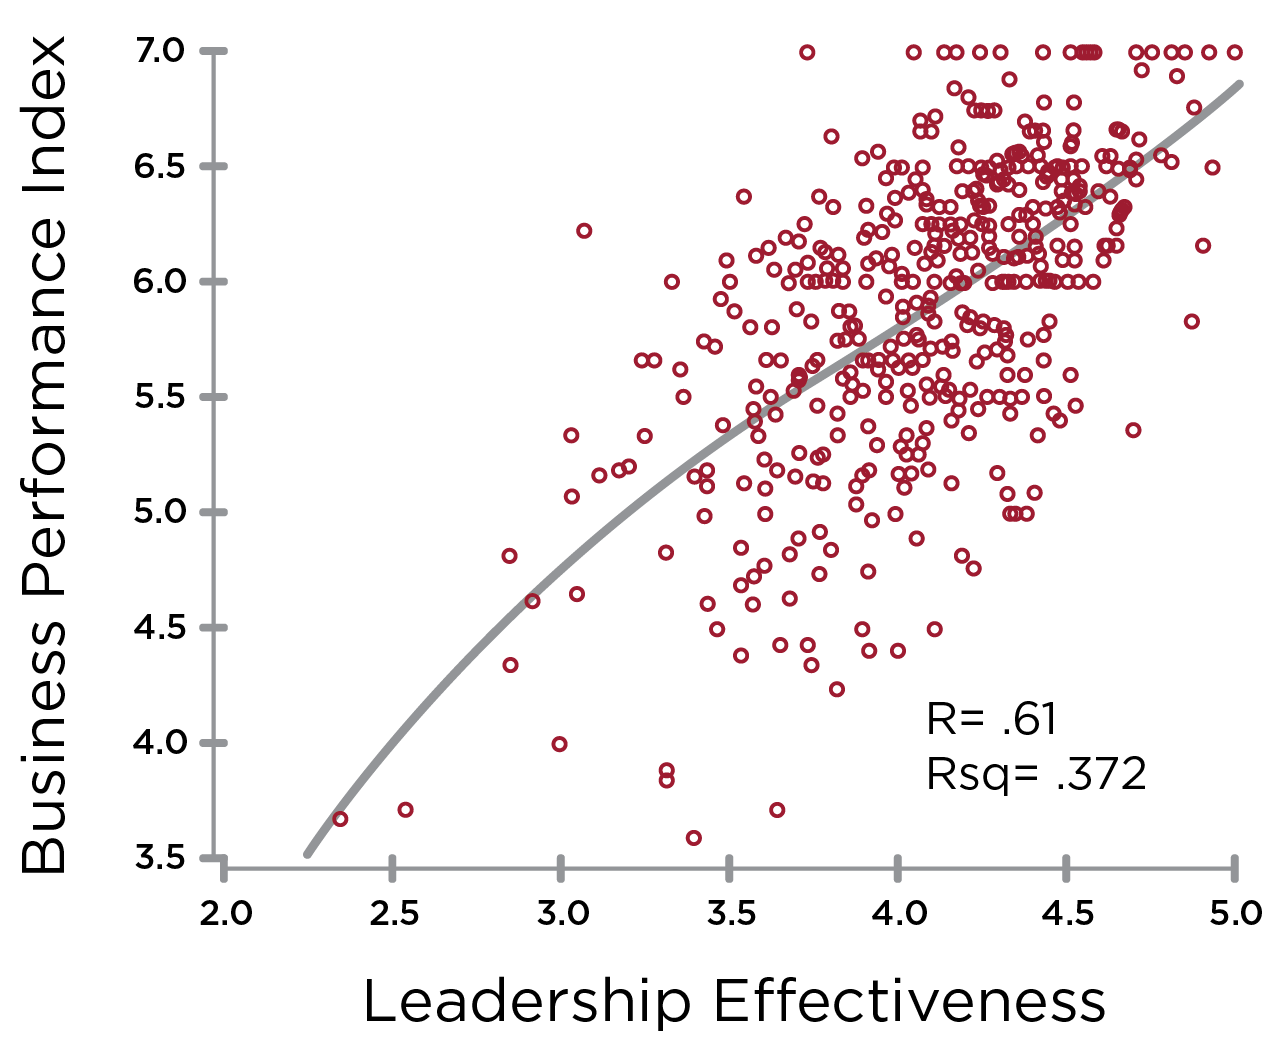 Business Performance Index
7.0
6.5
6.0
5.5
5.0
4.5
4.0
3.5
R= .61
Rsq= .372
2.0 2.5 3.0 3.5 4.0 4.5 5.0
Leadership Effectiveness